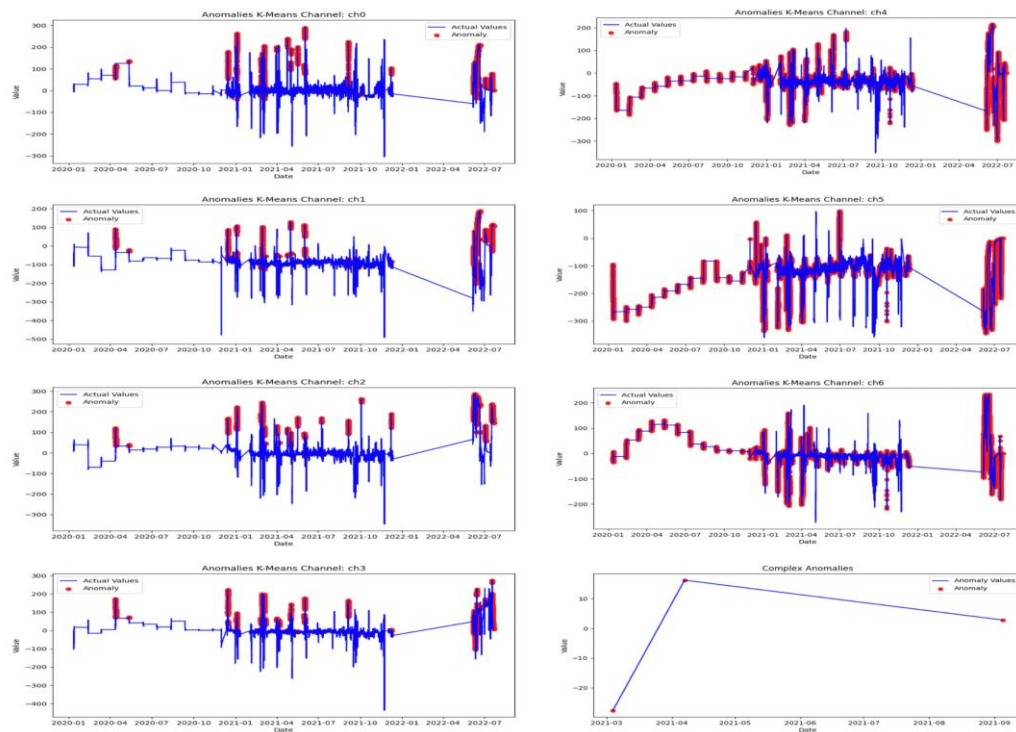 Anomalies K-Means Channel: ch0
Value
300
200
100
0
−100
−200
−300
Actual Values
Anomaly
2020-01 2020-04 2020-07 2020-10 2021-01 2021-04 2021-07 2021-10 2022-01 2022-04 2022-07
Date
Anomalies K-Means Channel: ch4
Value
200
100
0
−100
−200
−300
Actual Values
Anomaly
2020-01 2020-04 2020-07 2020-10 2021-01 2021-04 2021-07 2021-10 2022-01 2022-04 2022-07
Date
Anomalies K-Means Channel: ch1
Value
200
100
0
−100
−200
−300
−400
−500
Actual Values
Anomaly
2020-01 2020-04 2020-07 2020-10 2021-01 2021-04 2021-07 2021-10 2022-01 2022-04 2022-07
Date
Anomalies K-Means Channel: ch5
Value
100
0
−100
−200
−300
Actual Values
Anomaly
2020-01 2020-04 2020-07 2020-10 2021-01 2021-04 2021-07 2021-10 2022-01 2022-04 2022-07
Date
Anomalies K-Means Channel: ch2
Value
300
200
100
0
−100
−200
−300
Actual Values
Anomaly
2020-01 2020-04 2020-07 2020-10 2021-01 2021-04 2021-07 2021-10 2022-01 2022-04 2022-07
Date
Anomalies K-Means Channel: ch6
Value
200
100
0
−100
−200
Actual Values
Anomaly
2020-01 2020-04 2020-07 2020-10 2021-01 2021-04 2021-07 2021-10 2022-01 2022-04 2022-07
Date
Anomalies K-Means Channel: ch3
Value
300
200
100
0
−100
−200
−300
−400
Actual Values
Anomaly
2020-01 2020-04 2020-07 2020-10 2021-01 2021-04 2021-07 2021-10 2022-01 2022-04 2022-07
Date
Complex Anomalies
Value
10
0
−10
−20
Anomaly Values
Anomaly
2021-03 2021-04 2021-05 2021-06 2021-07 2021-08 2021-09
Date